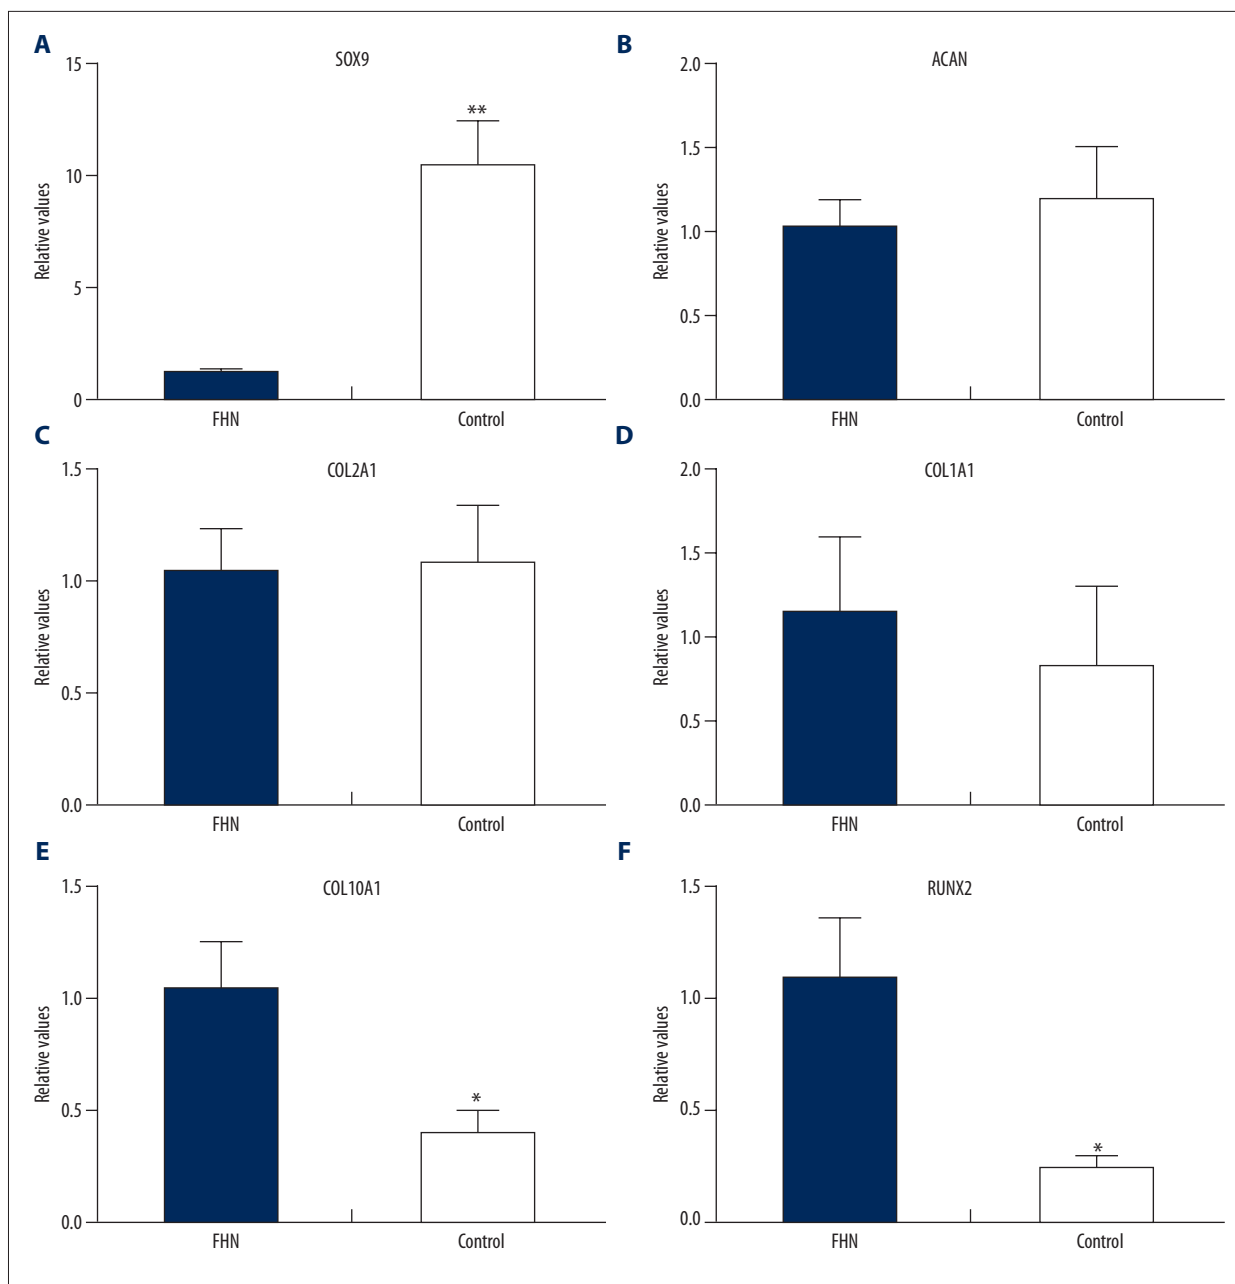 A
SOX9
15
10
5
0
Relative values
**
FHN
Control
B
ACAN
2.0
1.5
1.0
0.5
0.0
Relative values
FHN
Control
C
COL2A1
1.5
1.0
0.5
0.0
Relative values
FHN
Control
D
COL1A1
2.0
1.5
1.0
0.5
0.0
Relative values
FHN
Control
E
COL10A1
1.5
1.0
0.5
0.0
Relative values
*
FHN
Control
F
RUNX2
1.5
1.0
0.5
0.0
Relative values
*
FHN
Control